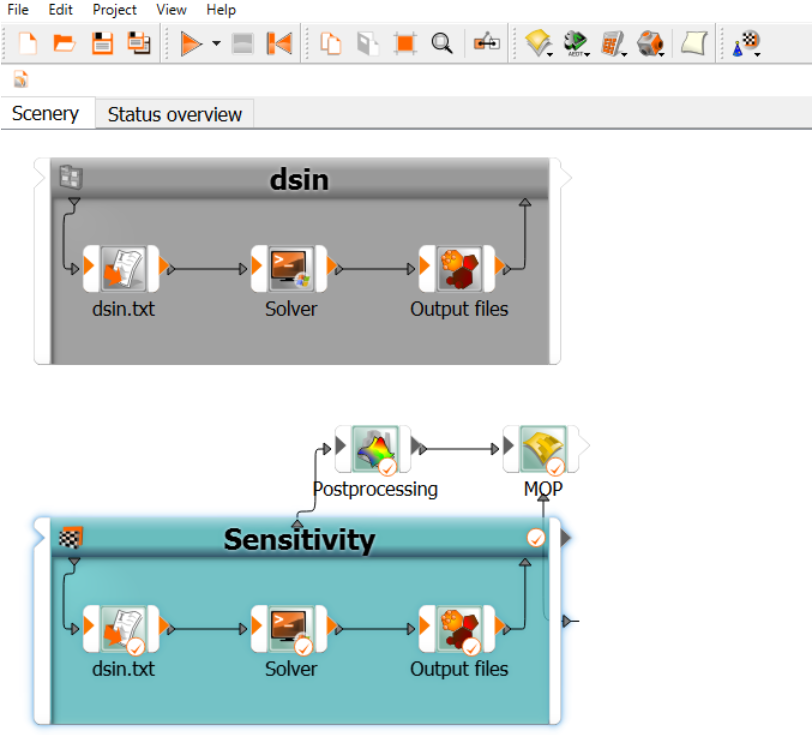 File Edit Project View Help
Scenery Status overview
dsin
dsin.txt Solver Output files
Postprocessing MOP
Sensitivity
dsin.txt Solver Output files